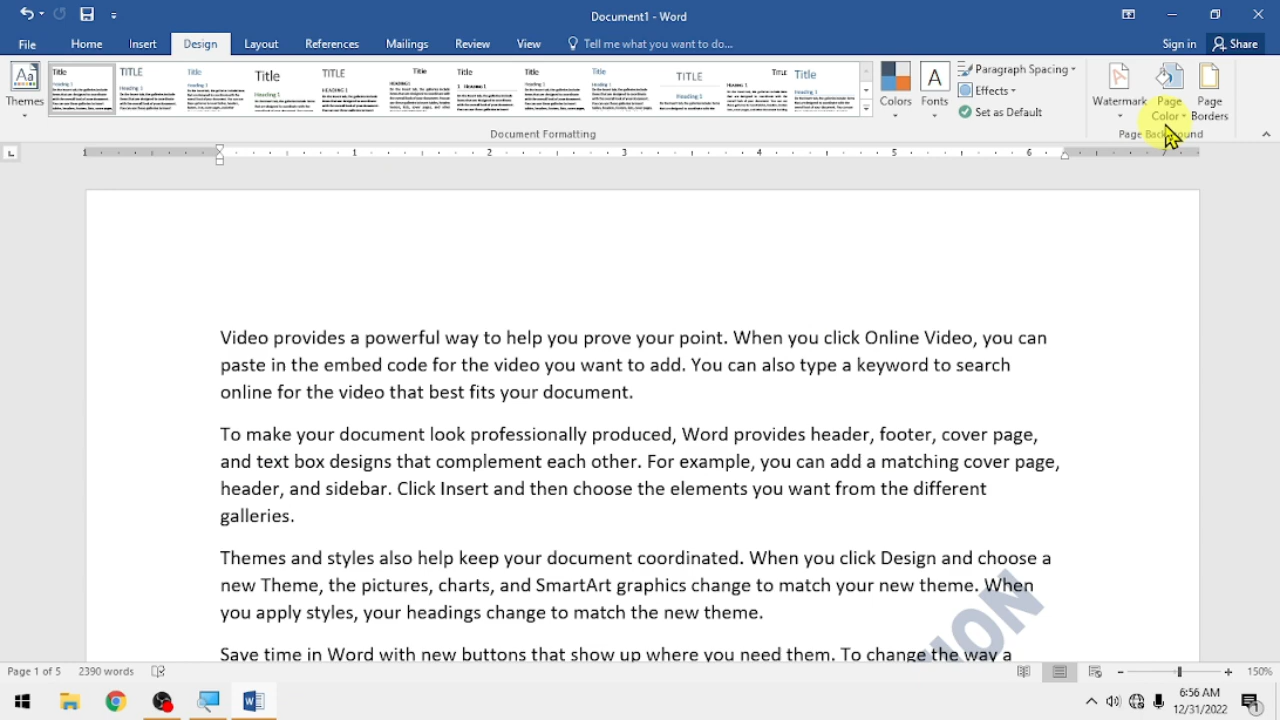 Document1 - Word
File Home Insert Design Layout References Mailings Review View Tell me what you want to do... Sign in Share
Themes
Colors
Fonts
Paragraph Spacing
Effects
Set as Default
Watermark
Page Color
Page Borders
Document Formatting
Page Background
1 1 2 3 4 5 6 7
Video provides a powerful way to help you prove your point. When you click Online Video, you can
paste in the embed code for the video you want to add. You can also type a keyword to search
online for the video that best fits your document.
To make your document look professionally produced, Word provides header, footer, cover page,
and text box designs that complement each other. For example, you can add a matching cover page,
header, and sidebar. Click Insert and then choose the elements you want from the different
galleries.
Themes and styles also help keep your document coordinated. When you click Design and choose a
new Theme, the pictures, charts, and SmartArt graphics change to match your new theme. When
you apply styles, your headings change to match the new theme.
Save time in Word with new buttons that show up where you need them. To change the way a
Page 1 of 5 2390 words 150%
6:56 AM
12/31/2022